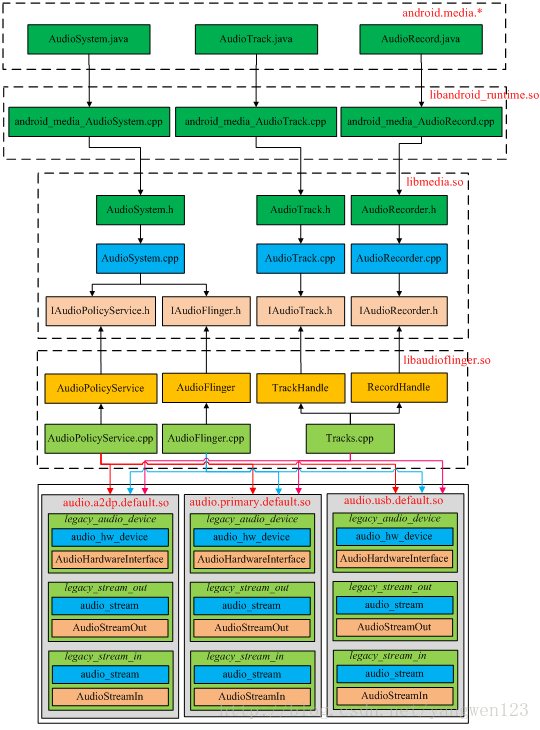 android.media.*
AudioSystem.java
AudioTrack.java
AudioRecord.java
libandroid_runtime.so
android_media_AudioSystem.cpp
android_media_AudioTrack.cpp
android_media_AudioRecord.cpp
libmedia.so
AudioSystem.h
AudioTrack.h
AudioRecorder.h
AudioSystem.cpp
AudioTrack.cpp
AudioRecorder.cpp
IAudioPolicyService.h
IAudioFlinger.h
IAudioTrack.h
IAudioRecorder.h
libaudioflinger.so
AudioPolicyService
AudioFlinger
TrackHandle
RecordHandle
AudioPolicyService.cpp
AudioFlinger.cpp
Tracks.cpp
audio.a2dp.default.so
legacy_audio_device
audio_hw_device
AudioHardwareInterface
legacy_stream_out
audio_stream
AudioStreamOut
legacy_stream_in
audio_stream
AudioStreamIn
audio.primary.default.so
legacy_audio_device
audio_hw_device
AudioHardwareInterface
legacy_stream_out
audio_stream
AudioStreamOut
legacy_stream_in
audio_stream
AudioStreamIn
audio.usb.default.so
legacy_audio_device
audio_hw_device
AudioHardwareInterface
legacy_stream_out
audio_stream
AudioStreamOut
legacy_stream_in
audio_stream
AudioStreamIn